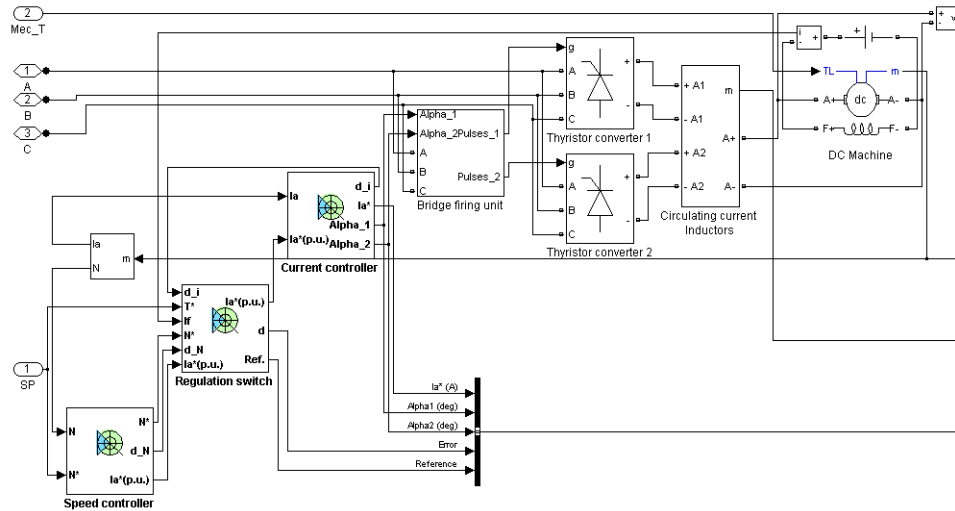 2
Mec_T
1
A
2
B
3
C
1
SP
Ia
N
m
N
N*
N*
d_N
Ia*(p.u.)
Speed controller
d_i
T*
If
N*
d_N
Ia*(p.u.)
Ia*(p.u.)
d
Ref.
Regulation switch
Ia
Ia*(p.u.)
d_i
Ia*
Alpha_1
Alpha_2
Current controller
Alpha_1
Alpha_2
A
B
C
Pulses_1
Pulses_2
Bridge firing unit
g
A
B
C
+
-
Thyristor converter 1
g
A
B
C
+
-
Thyristor converter 2
+ A1
- A1
+ A2
- A2
m
A+
A-
Circulating current
Inductors
i
+
-
+
TL
m
A+
dc
A-
F+
F-
DC Machine
+
-
v
Ia* (A)
Alpha1 (deg)
Alpha2 (deg)
Error
Reference